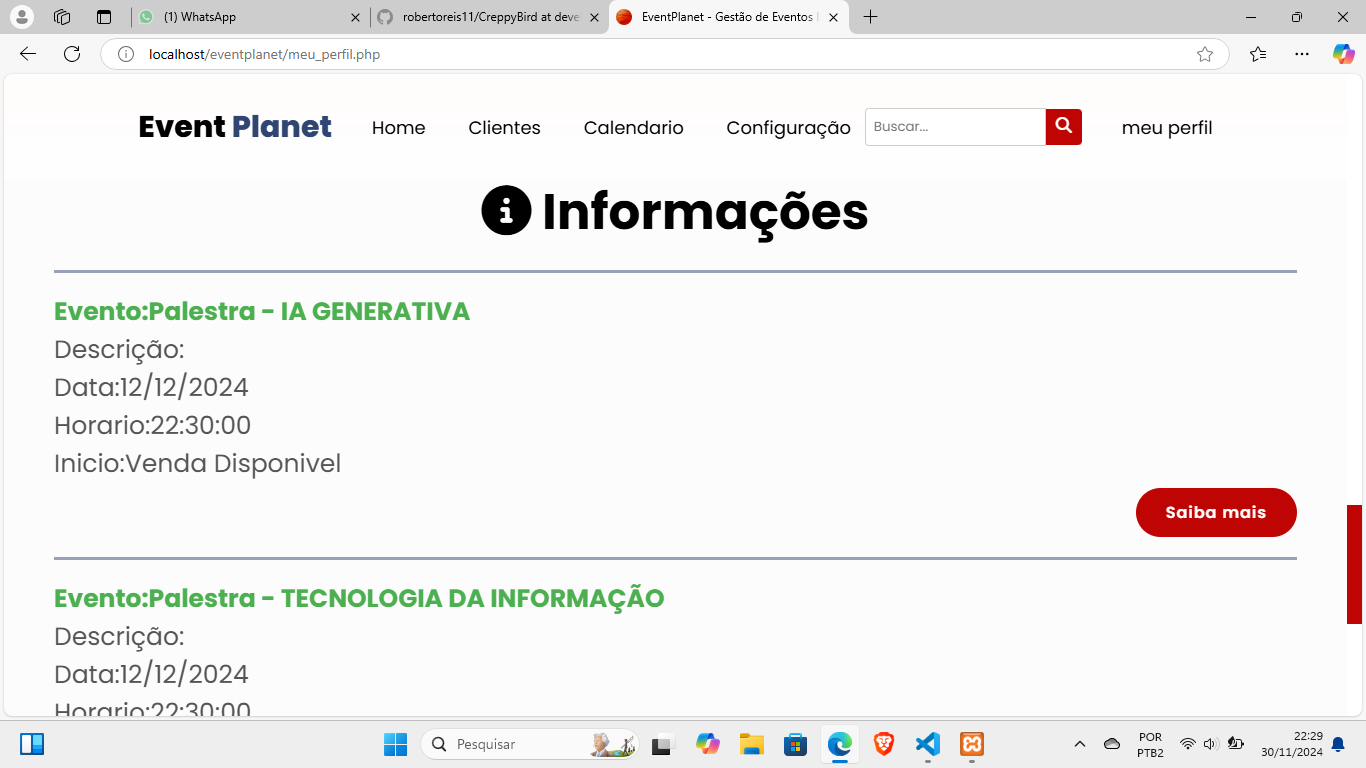 (1) WhatsApp
robertoreis11/CreppyBird at deve
EventPlanet - Gestão de Eventos
localhost/eventplanet/meu_perfil.php
Event Planet Home Clientes Calendario Configuração Buscar... meu perfil
Informações
Evento:Palestra - IA GENERATIVA
Descrição:
Data:12/12/2024
Horario:22:30:00
Inicio:Venda Disponivel
Saiba mais
Evento:Palestra - TECNOLOGIA DA INFORMAÇÃO
Descrição:
Data:12/12/2024
Horario:22:30:00
Pesquisar
POR
PTB2
22:29
30/11/2024